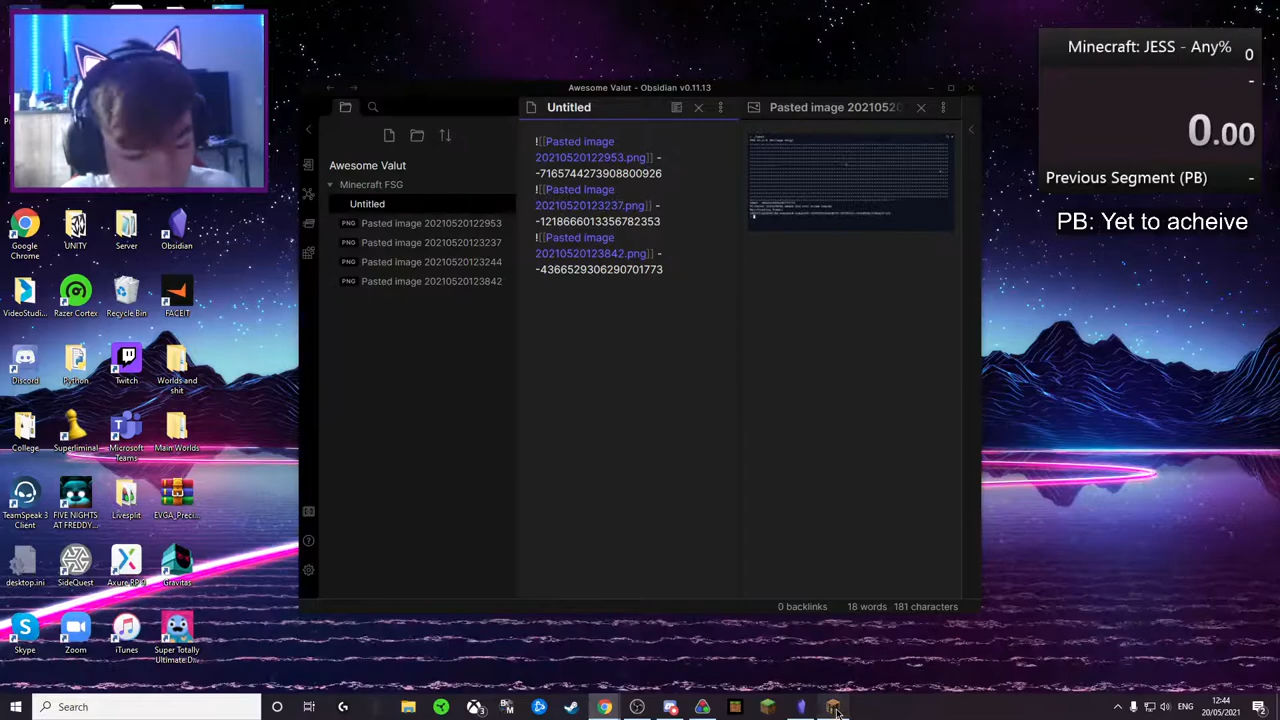 Minecraft: JESS - Any%
0
-
0.00
Previous Segment (PB)
-
PB: Yet to acheive
Awesome Valut - Obsidian v0.11.13
Untitled
Pasted image 2021052
Awesome Valut
Minecraft FSG
Untitled
PNG Pasted image 20210520122953
PNG Pasted image 20210520123237
PNG Pasted image 20210520123244
PNG Pasted image 20210520123842
![[Pasted image
20210520122953.png]] -
-7165744273908800926
![[Pasted image
20210520123237.png]] -
-1218666013356782353
![[Pasted image
20210520123842.png]] -
-4366529306290701773
0 backlinks
18 words
181 characters
Google
Chrome
UNITY
Server
Obsidian
VideoStudi...
Razer Cortex
Recycle Bin
FACEIT
Discord
Python
Twitch
Worlds and
shit
College
Superliminal
Microsoft
Teams
Main Worlds
TeamSpeak 3
Client
FIVE NIGHTS
AT FREDDY...
Livesplit
EVGA_Preci...
desktop.ini
SideQuest
Axure RP 9
Gravitas
Skype
Zoom
iTunes
Super Totally
Ultimate D...
Search
12:44
20/05/2021